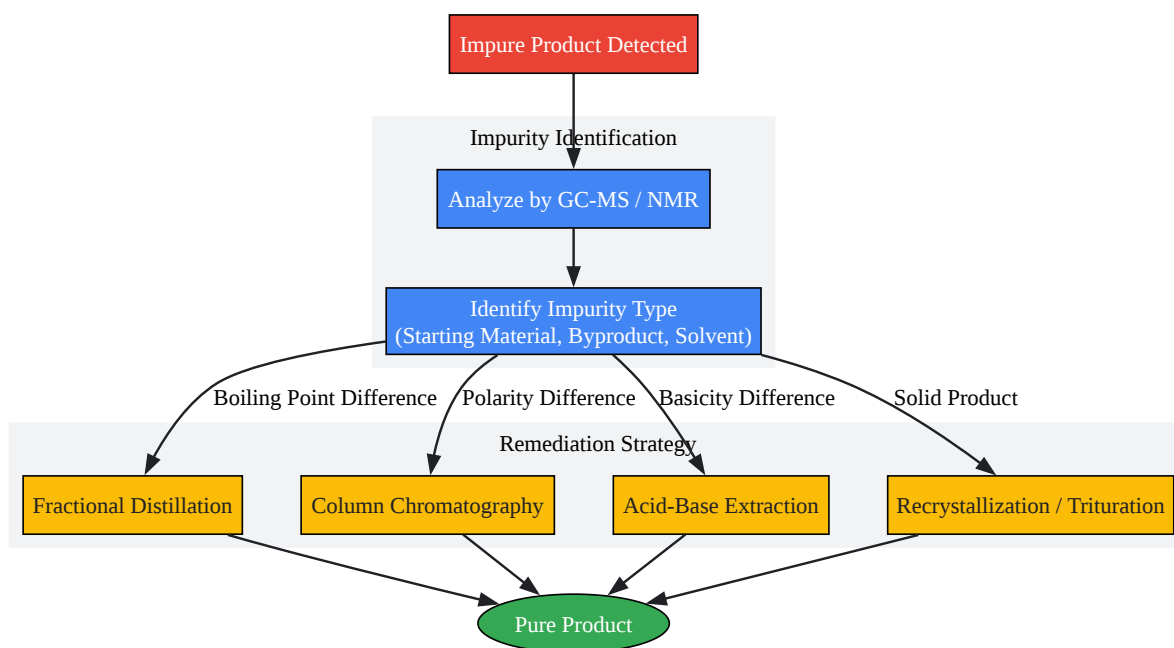 Impure Product Detected
Impurity Identification
Analyze by GC-MS / NMR
Identify Impurity Type
(Starting Material, Byproduct, Solvent)
Boiling Point Difference
Polarity Difference
Basicity Difference
Solid Product
Remediation Strategy
Fractional Distillation
Column Chromatography
Acid-Base Extraction
Recrystallization / Trituration
Pure Product